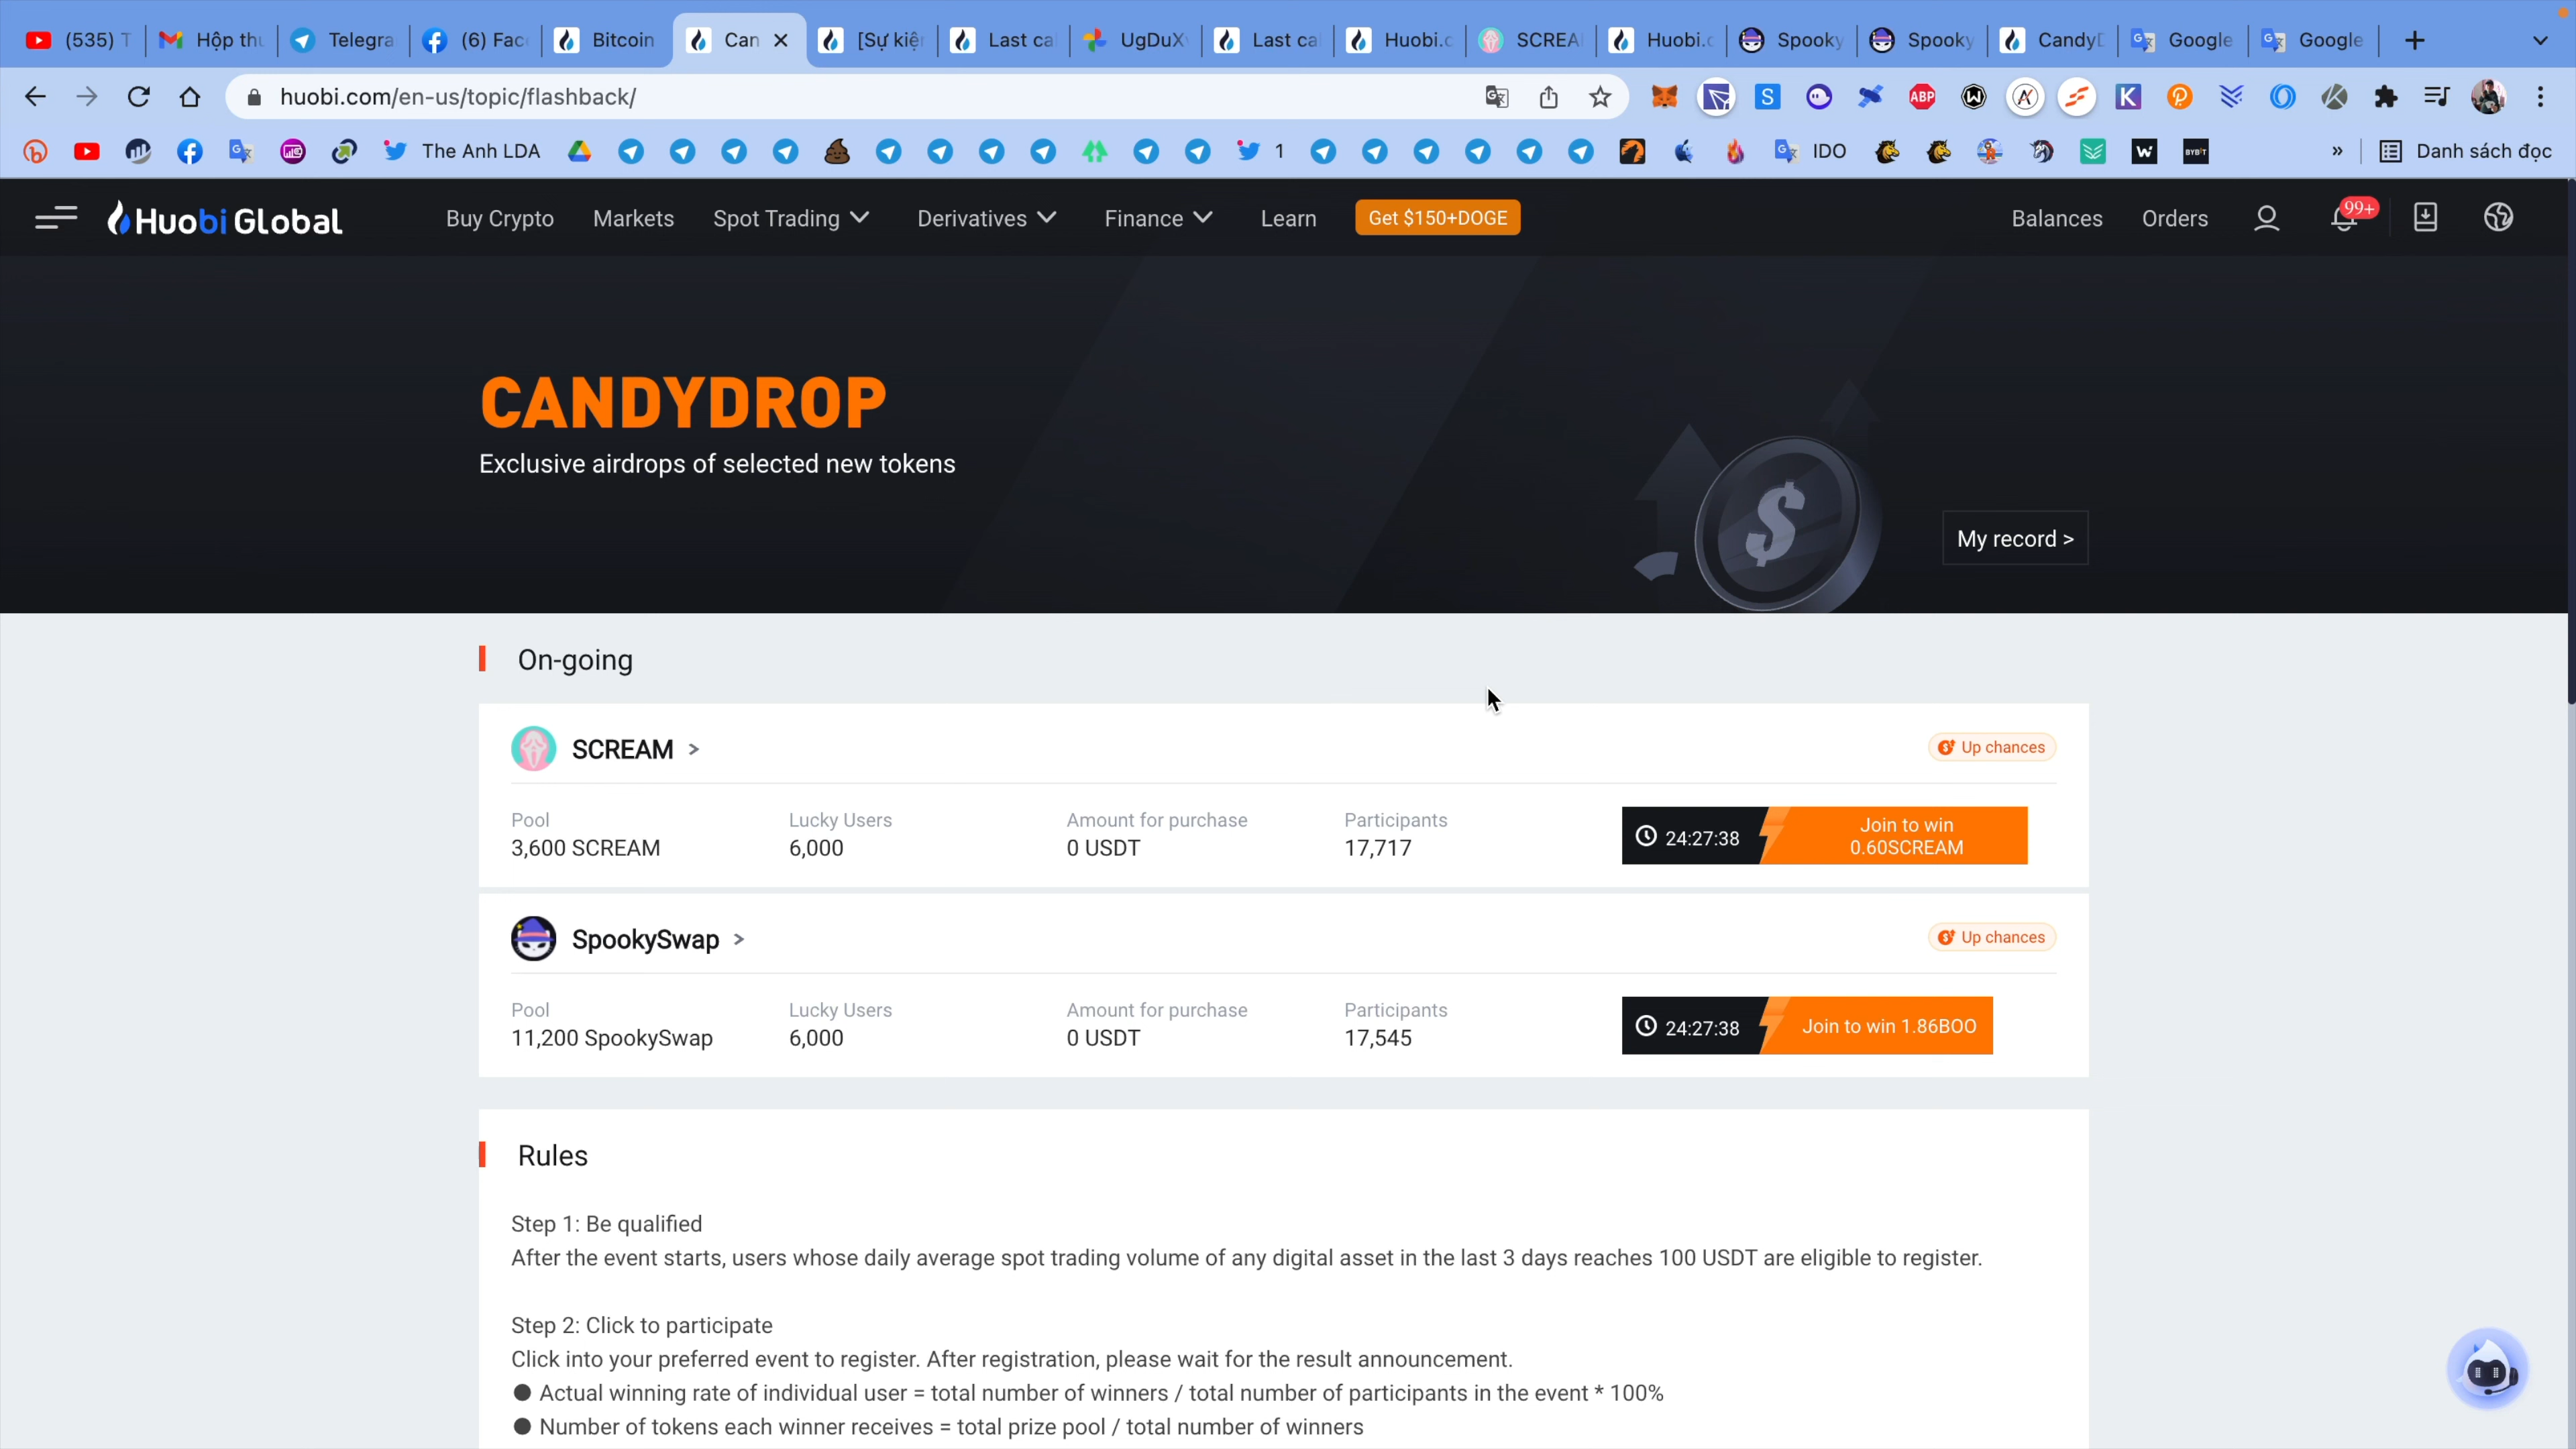 (535) T
Hộp thu
Telegra
(6) Fac
Bitcoin
Can
[Sự kiện
Last ca
UgDuX
Last ca
Huobi.c
SCREA
Huobi.c
Spooky
Spooky
CandyD
Google
Google
huobi.com/en-us/topic/flashback/
ABP
The Anh LDA
1
IDO
BYBIT
»
Danh sách đọc
Huobi Global
Buy Crypto
Markets
Spot Trading
Derivatives
Finance
Learn
Get $150+DOGE
Balances
Orders
99+
CANDYDROP
Exclusive airdrops of selected new tokens
My record >
On-going
SCREAM >
Up chances
Pool
Lucky Users
Amount for purchase
Participants
3,600 SCREAM
6,000
0 USDT
17,717
24:27:38
Join to win
0.60SCREAM
SpookySwap >
Up chances
Pool
Lucky Users
Amount for purchase
Participants
11,200 SpookySwap
6,000
0 USDT
17,545
24:27:38
Join to win 1.86BOO
Rules
Step 1: Be qualified
After the event starts, users whose daily average spot trading volume of any digital asset in the last 3 days reaches 100 USDT are eligible to register.
Step 2: Click to participate
Click into your preferred event to register. After registration, please wait for the result announcement.
● Actual winning rate of individual user = total number of winners / total number of participants in the event * 100%
● Number of tokens each winner receives = total prize pool / total number of winners